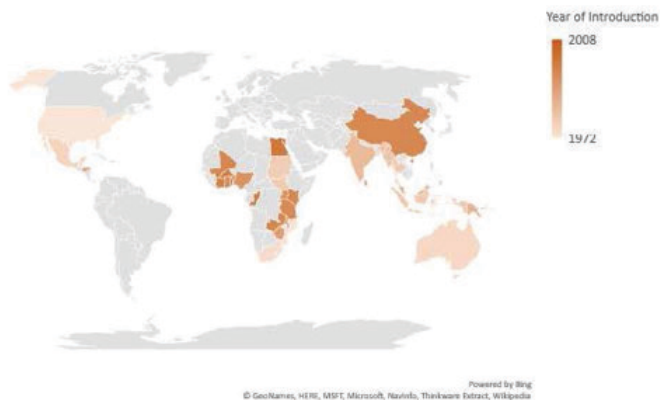 Year of Introduction
2008
1972
Powered by Bing
© GeoNames, HERE, MSFT, Microsoft, Navinfo, Thinkware Extract, Wikipedia